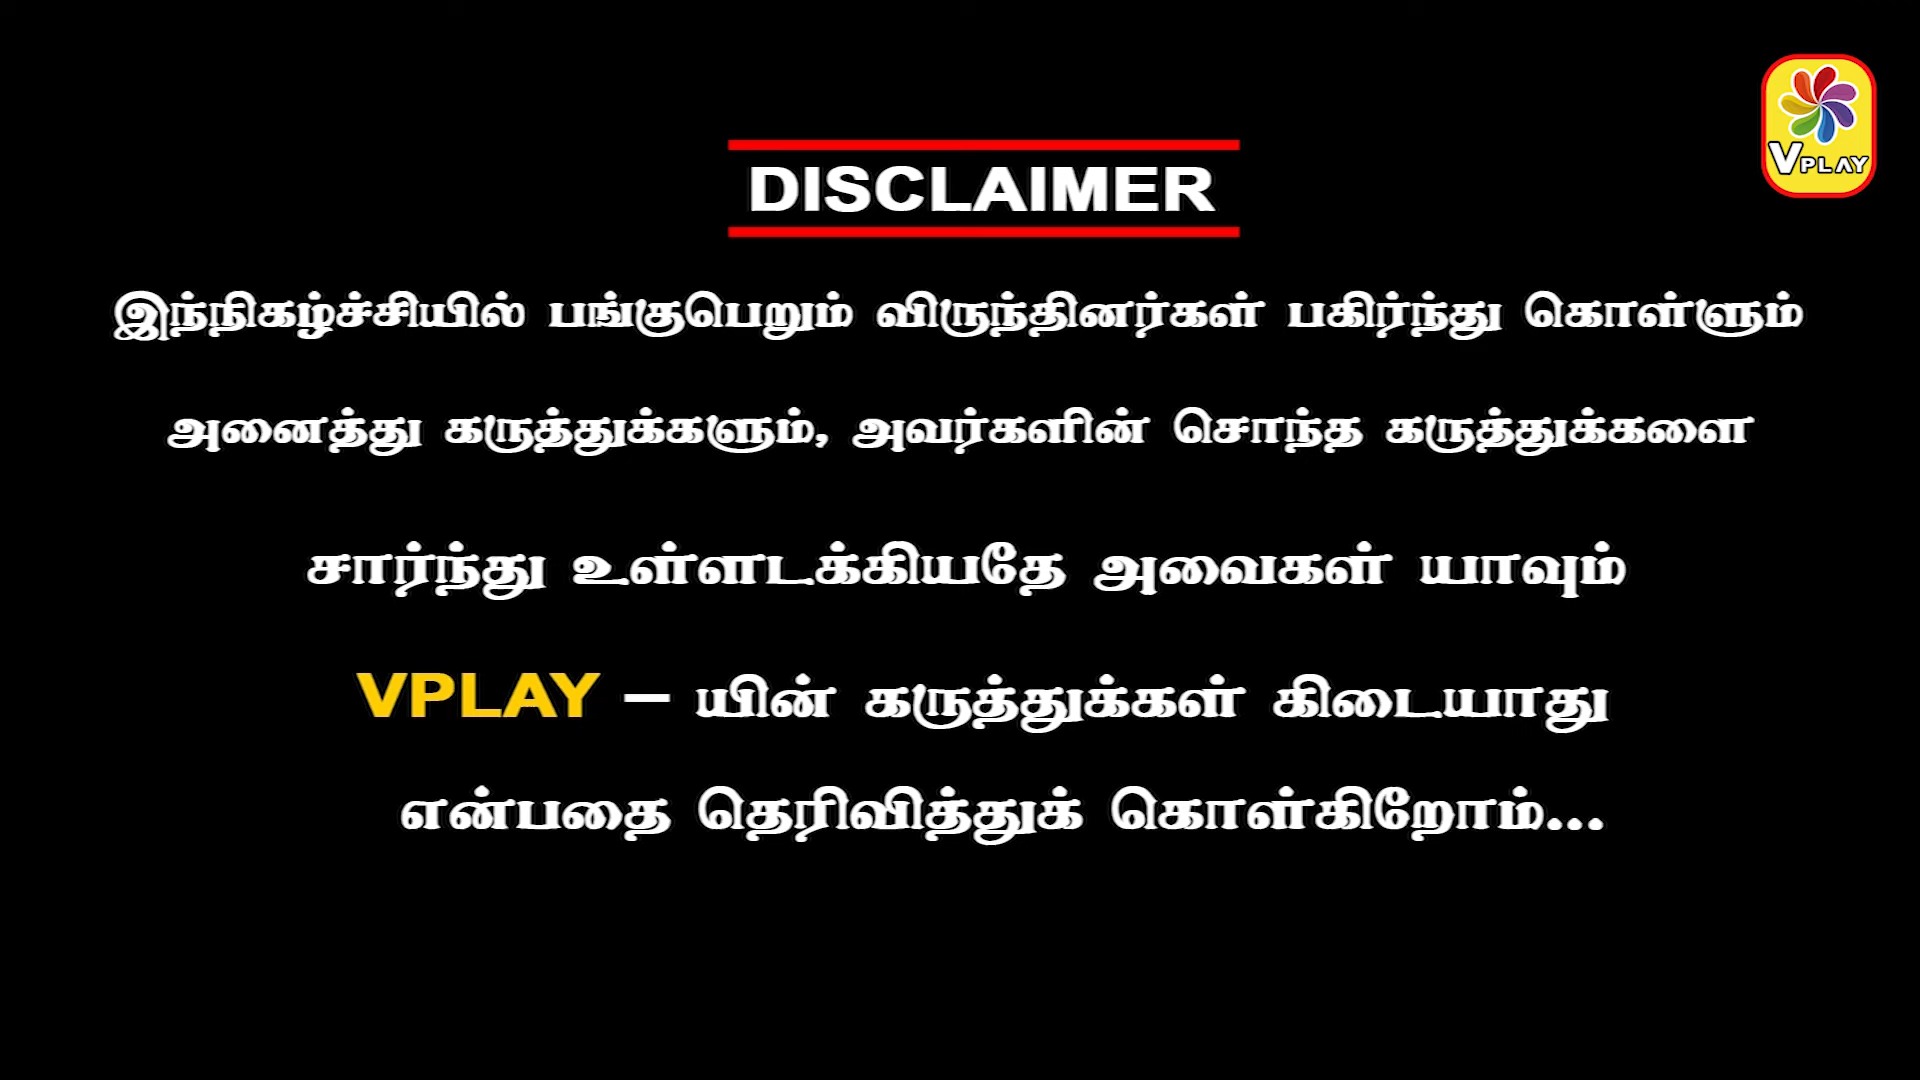 VPLAY
DISCLAIMER
இந்நிகழ்ச்சியில் பங்குபெறும் விருந்தினர்கள் பகிர்ந்து கொள்ளும்
அனைத்து கருத்துக்களும், அவர்களின் சொந்த கருத்துக்களை
சார்ந்து உள்ளடக்கியதே அவைகள் யாவும்
VPLAY – யின் கருத்துக்கள் கிடையாது
என்பதை தெரிவித்துக் கொள்கிறோம்...